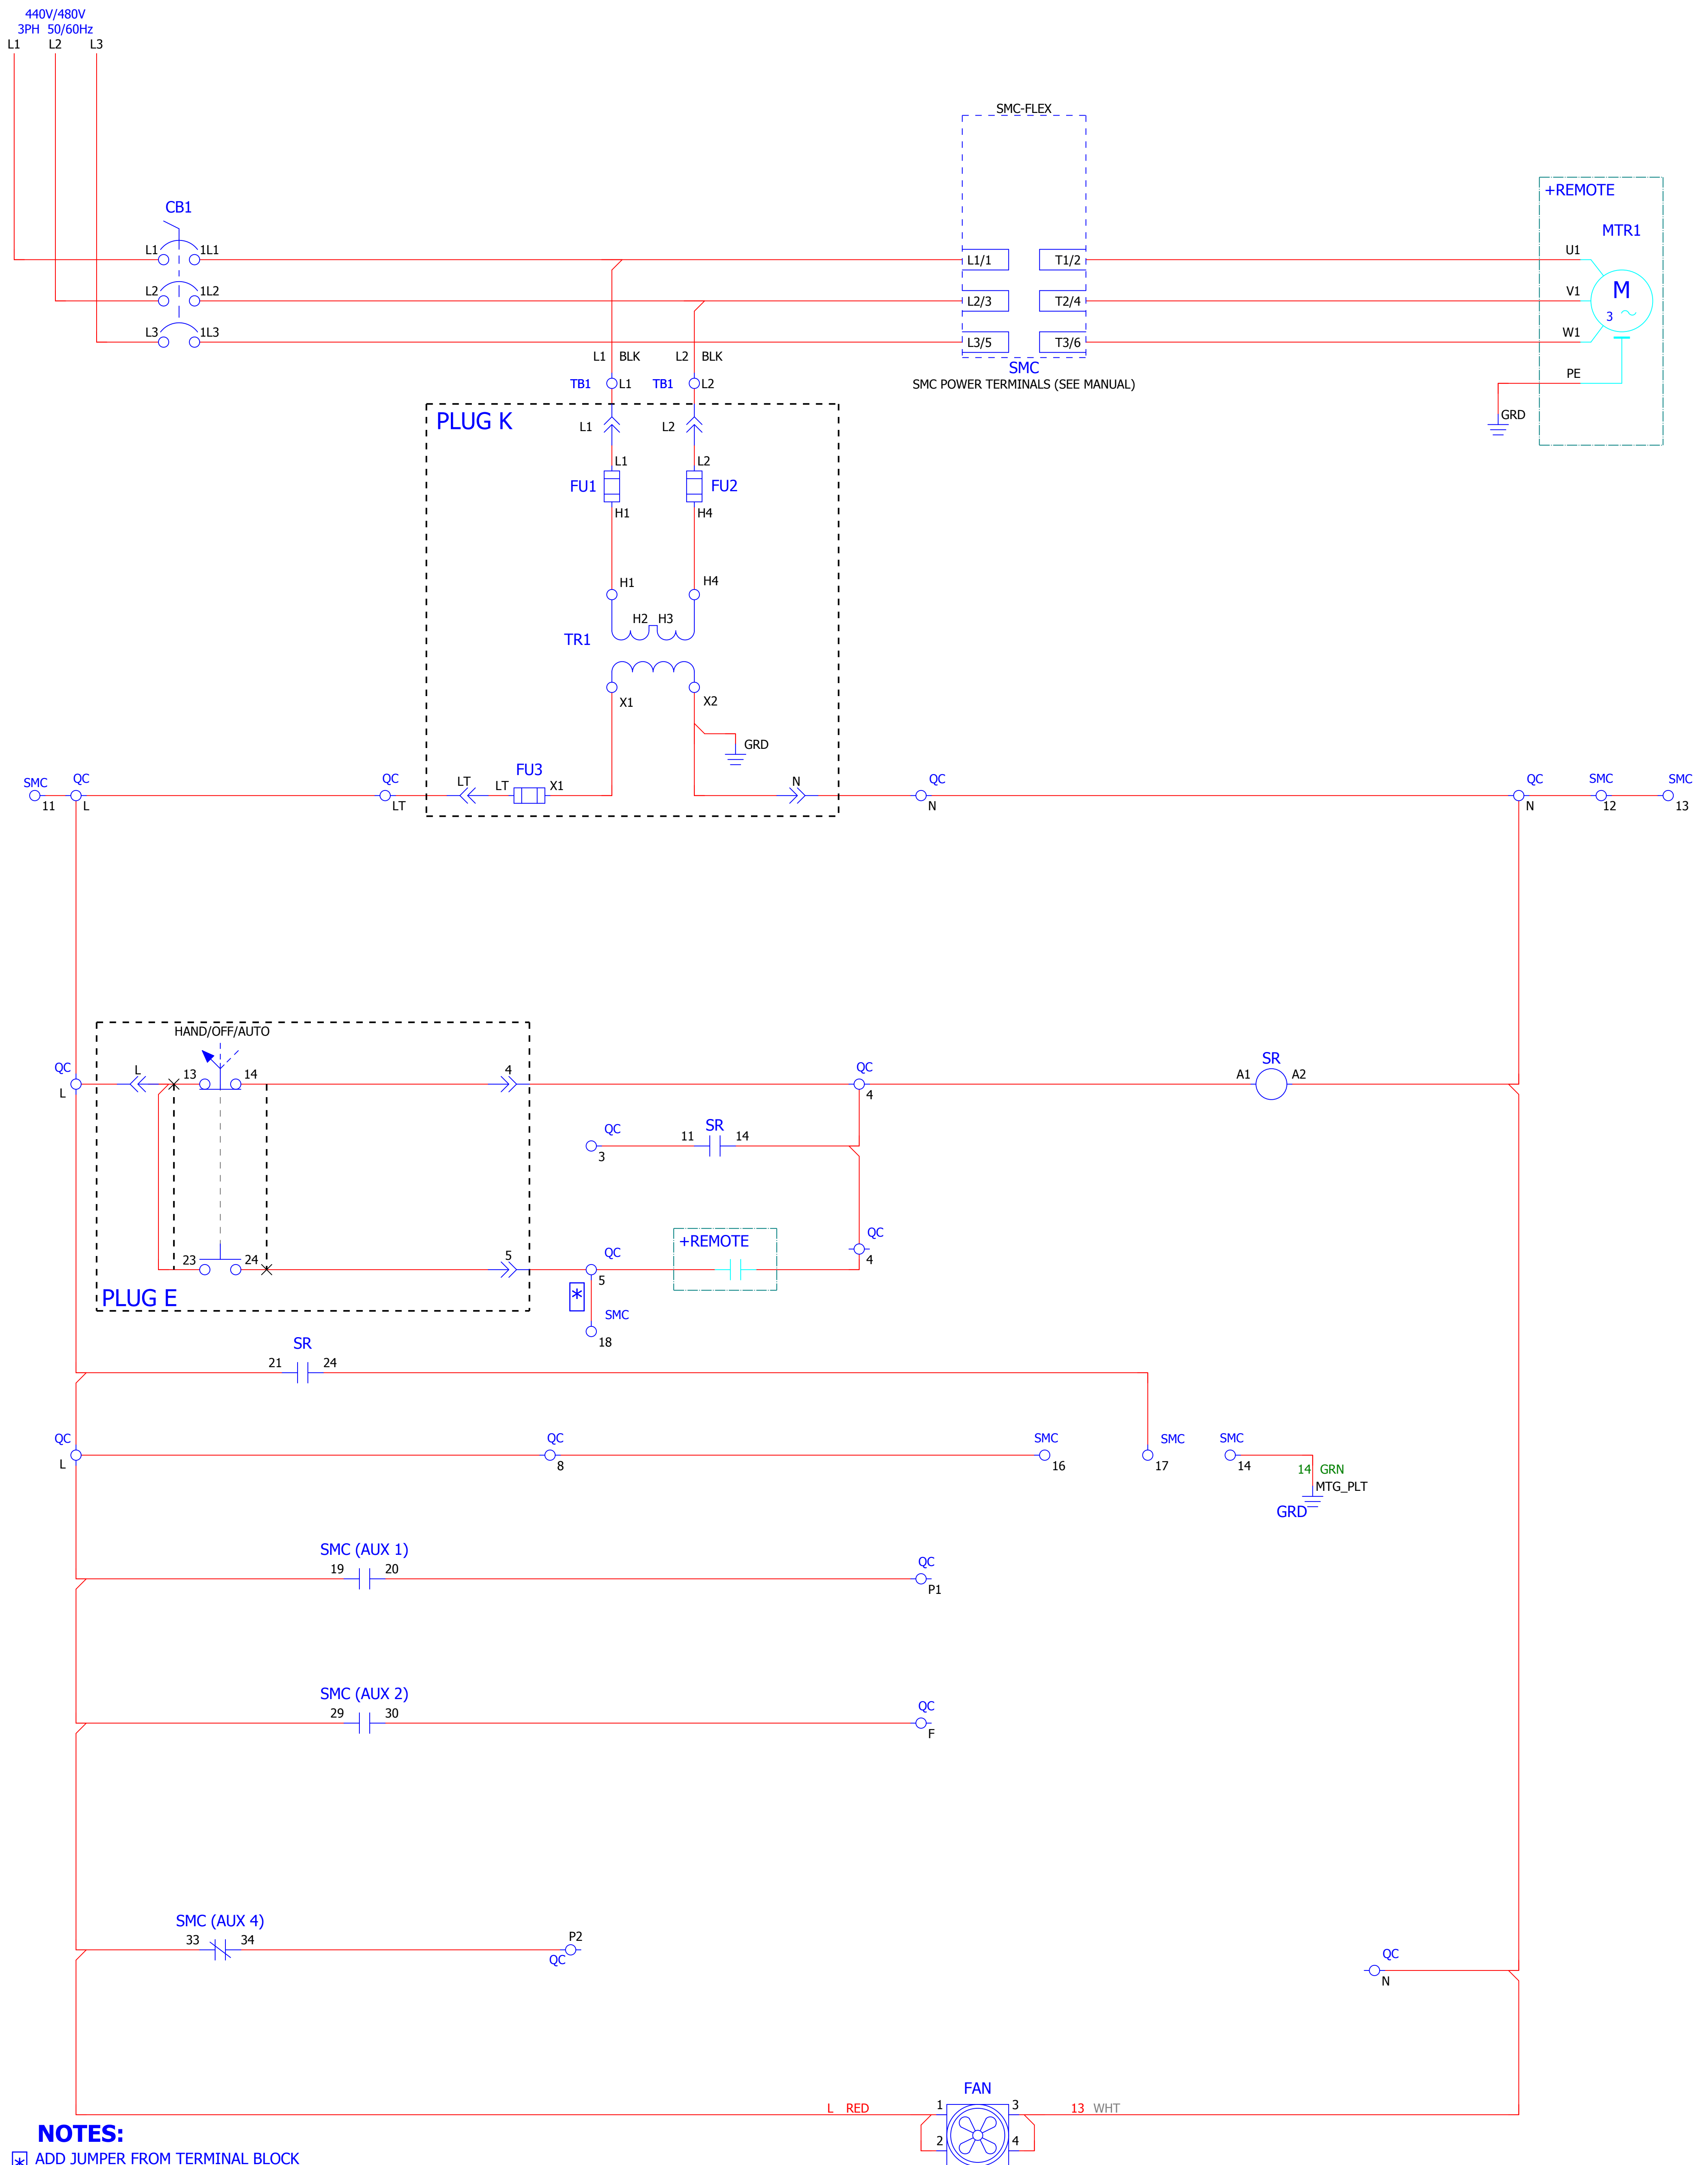 440V/480V
3PH 50/60Hz
L1 L2 L3
SMC-FLEX
+REMOTE
CB1
MTR1
L1 1L1
L1/1 T1/2
U1
L2 1L2
L2/3 T2/4
V1
M
3
L3 1L3
L3/5 T3/6
W1
L1 BLK L2 BLK
SMC
SMC POWER TERMINALS (SEE MANUAL)
PE
TB1 L1 TB1 L2
GRD
PLUG K
L1 L2
L1 L2
FU1 FU2
H1 H4
H1 H4
H2 H3
TR1
X1 X2
GRD
FU3
SMC QC QC LT LT X1 N QC QC SMC SMC
11 L LT N N 12 13
HAND/OFF/AUTO
QC L 13 14 4 QC SR
A1 A2
L 4
QC SR
11 14
3
QC
+REMOTE
23 24 5 QC 4
5
PLUG E
*
SMC
18
SR
21 24
QC QC SMC SMC SMC
L 8 16 17 14
14 GRN
MTG_PLT
GRD
SMC (AUX 1)
19 20 QC
P1
SMC (AUX 2)
29 30 QC
F
SMC (AUX 4)
33 34 P2
QC
QC
N
FAN
L RED 1 3 13 WHT
2 4
NOTES:
* ADD JUMPER FROM TERMINAL BLOCK